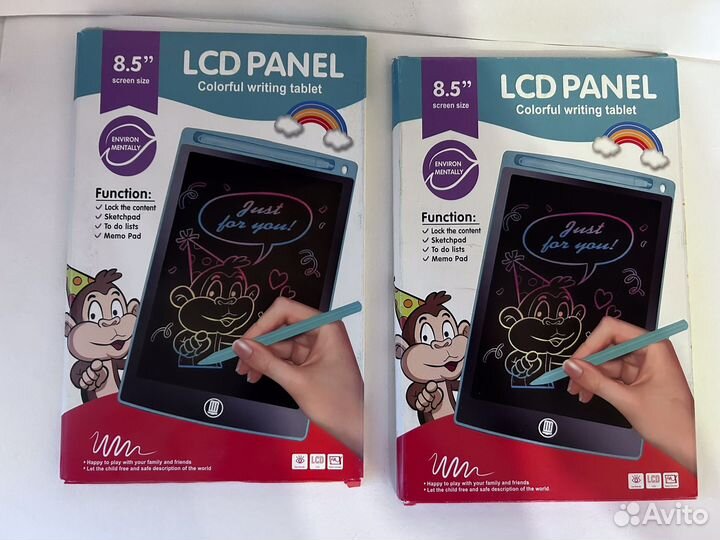 8.5”
screen size
LCD PANEL
Colorful writing tablet
ENVIRON
MENTALLY
Function:
✓ Lock the content
✓ Sketchpad
✓ To do lists
✓ Memo Pad
Just
for you!
• Happy to play with your family and friends
• Let the child free and safe description of the world
LCD
8.5”
screen size
LCD PANEL
Colorful writing tablet
ENVIRON
MENTALLY
Function:
✓ Lock the content
✓ Sketchpad
✓ To do lists
✓ Memo Pad
Just
for you!
• Happy to play with your family and friends
• Let the child free and safe description of the world
LCD
Avito